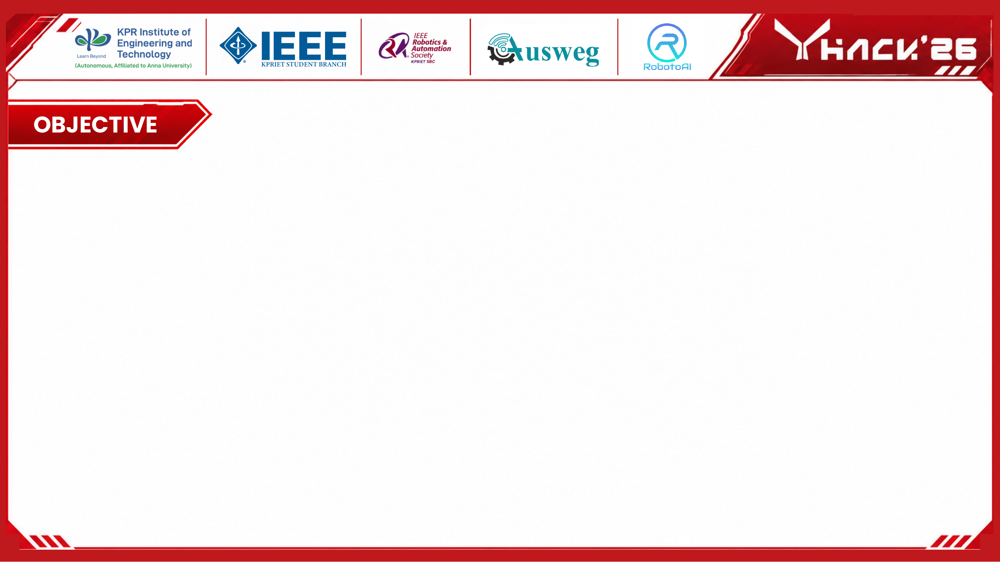 KPR Institute of
Engineering and
Technology
Learn Beyond
(Autonomous, Affiliated to Anna University)
IEEE
KPRIET STUDENT BRANCH
IEEE
Robotics &
Automation
Society
KPRIET SBC
Ausweg
RobotoAI
YHACK'26
OBJECTIVE